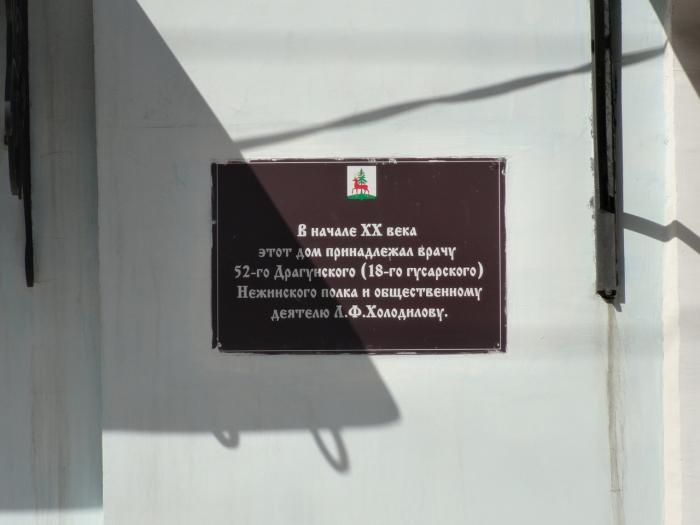 В начале XX века
этот дом принадлежал врачу
52-го Драгунского (18-го гусарского)
Нежинского полка и общественному
деятелю Л.Ф.Холодилову.